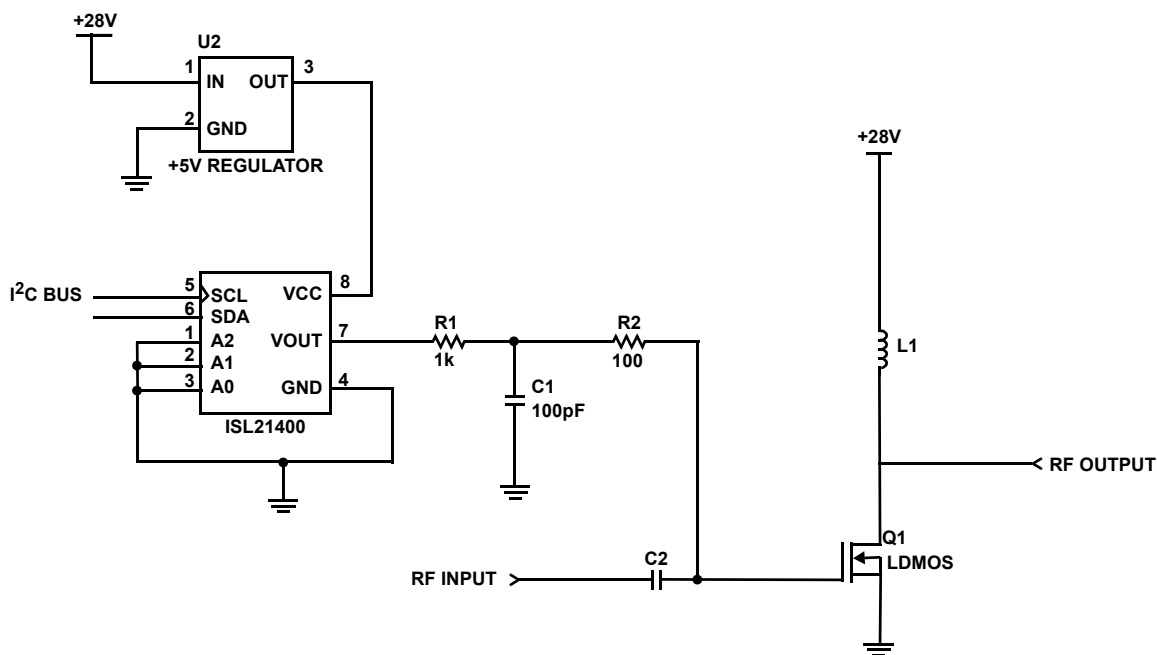 +28V
U2
1 IN OUT 3
2 GND
+5V REGULATOR
+28V
I²C BUS
5 SCL VCC 8
6 SDA
1 A2 VOUT 7
2 A1
3 A0 GND 4
ISL21400
R1
1k
R2
100
C1
100pF
L1
RF OUTPUT
Q1
LDMOS
C2
RF INPUT